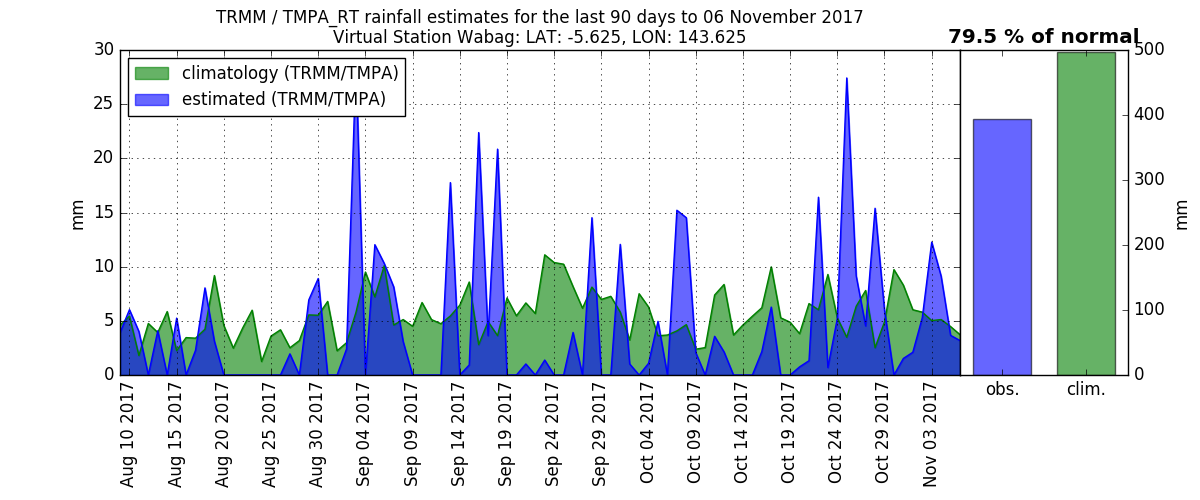 TRMM / TMPA_RT rainfall estimates for the last 90 days to 06 November 2017
Virtual Station Wabag: LAT: -5.625, LON: 143.625
79.5 % of normal
climatology (TRMM/TMPA)
estimated (TRMM/TMPA)
30
25
20
15
10
5
0
mm
Aug 10 2017
Aug 15 2017
Aug 20 2017
Aug 25 2017
Aug 30 2017
Sep 04 2017
Sep 09 2017
Sep 14 2017
Sep 19 2017
Sep 24 2017
Sep 29 2017
Oct 04 2017
Oct 09 2017
Oct 14 2017
Oct 19 2017
Oct 24 2017
Oct 29 2017
Nov 03 2017
obs.
clim.
500
400
300
200
100
0
mm